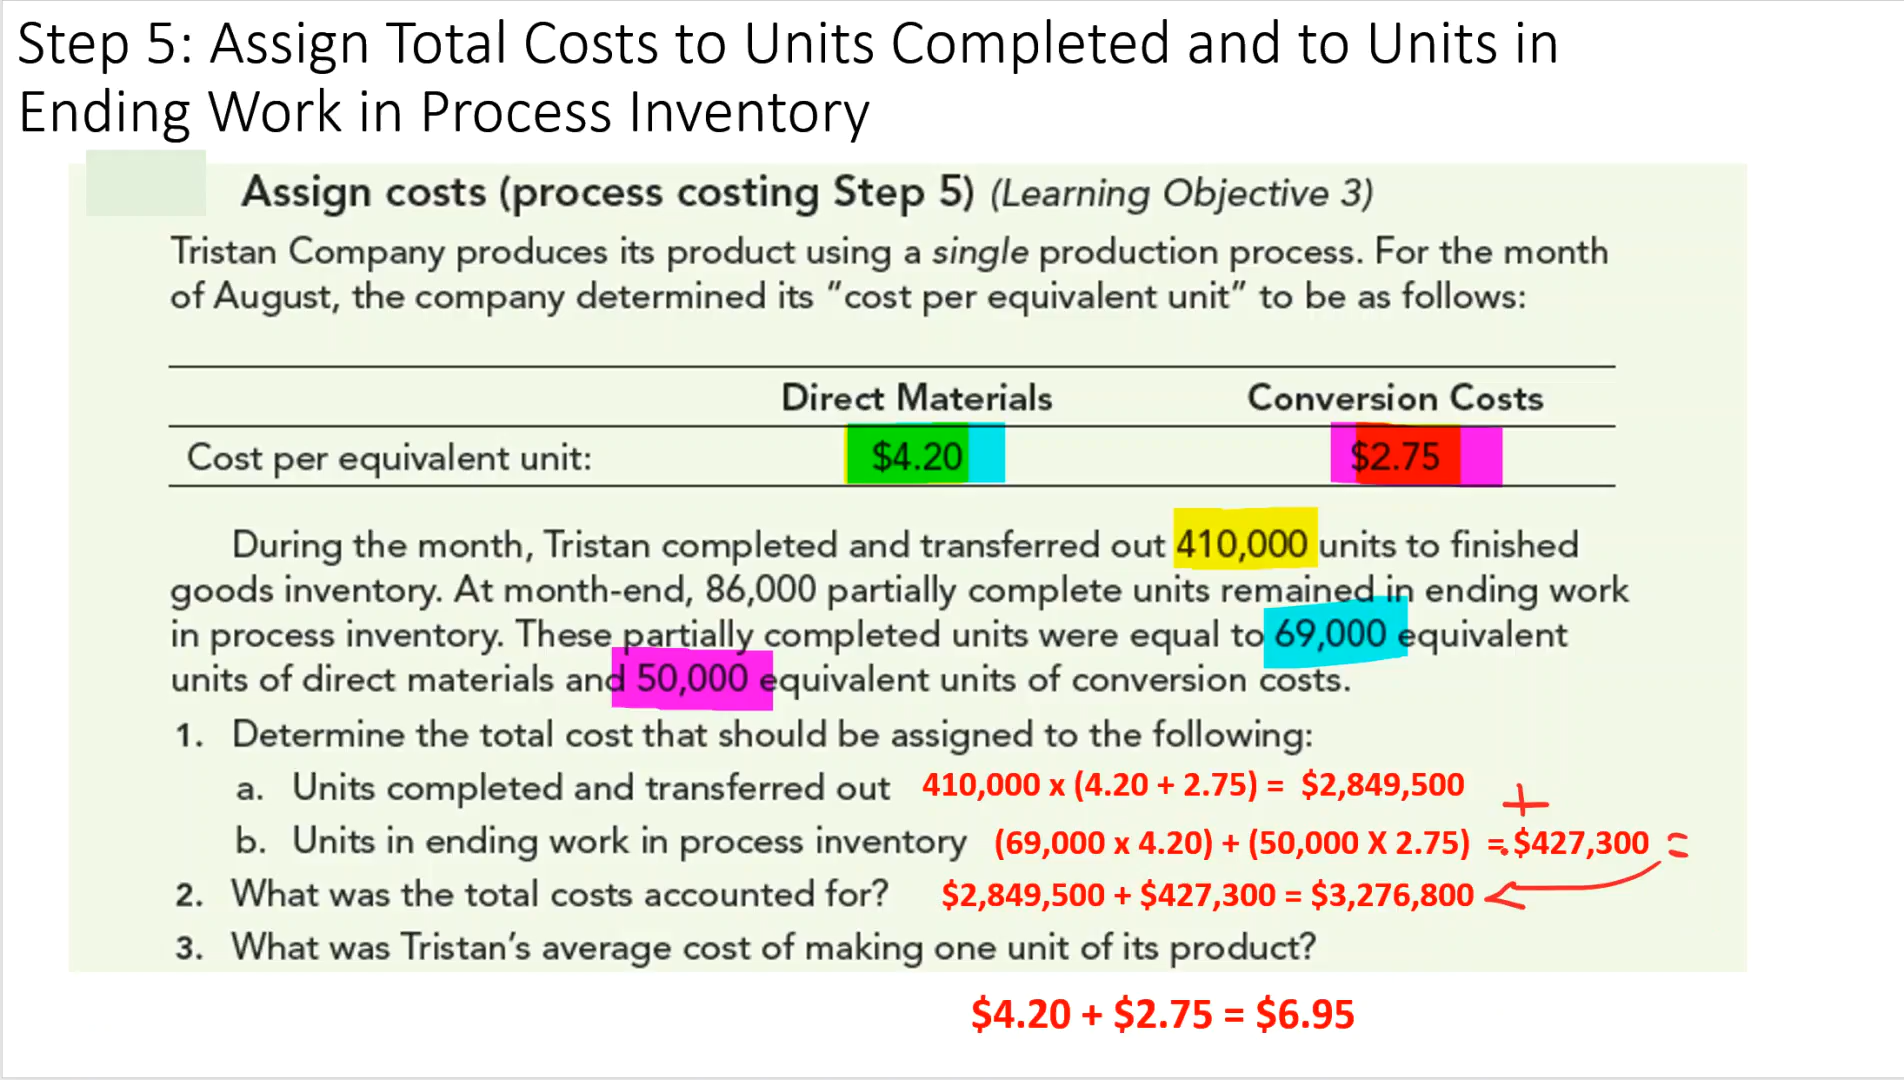 Step 5: Assign Total Costs to Units Completed and to Units in
Ending Work in Process Inventory
Assign costs (process costing Step 5) (Learning Objective 3)
Tristan Company produces its product using a single production process. For the month
of August, the company determined its "cost per equivalent unit" to be as follows:
Direct Materials Conversion Costs
Cost per equivalent unit: $4.20 $2.75
During the month, Tristan completed and transferred out 410,000 units to finished
goods inventory. At month-end, 86,000 partially complete units remained in ending work
in process inventory. These partially completed units were equal to 69,000 equivalent
units of direct materials and 50,000 equivalent units of conversion costs.
1. Determine the total cost that should be assigned to the following:
a. Units completed and transferred out 410,000 x (4.20 + 2.75) = $2,849,500 +
b. Units in ending work in process inventory (69,000 x 4.20) + (50,000 X 2.75) = $427,300 =
2. What was the total costs accounted for? $2,849,500 + $427,300 = $3,276,800
3. What was Tristan's average cost of making one unit of its product?
$4.20 + $2.75 = $6.95